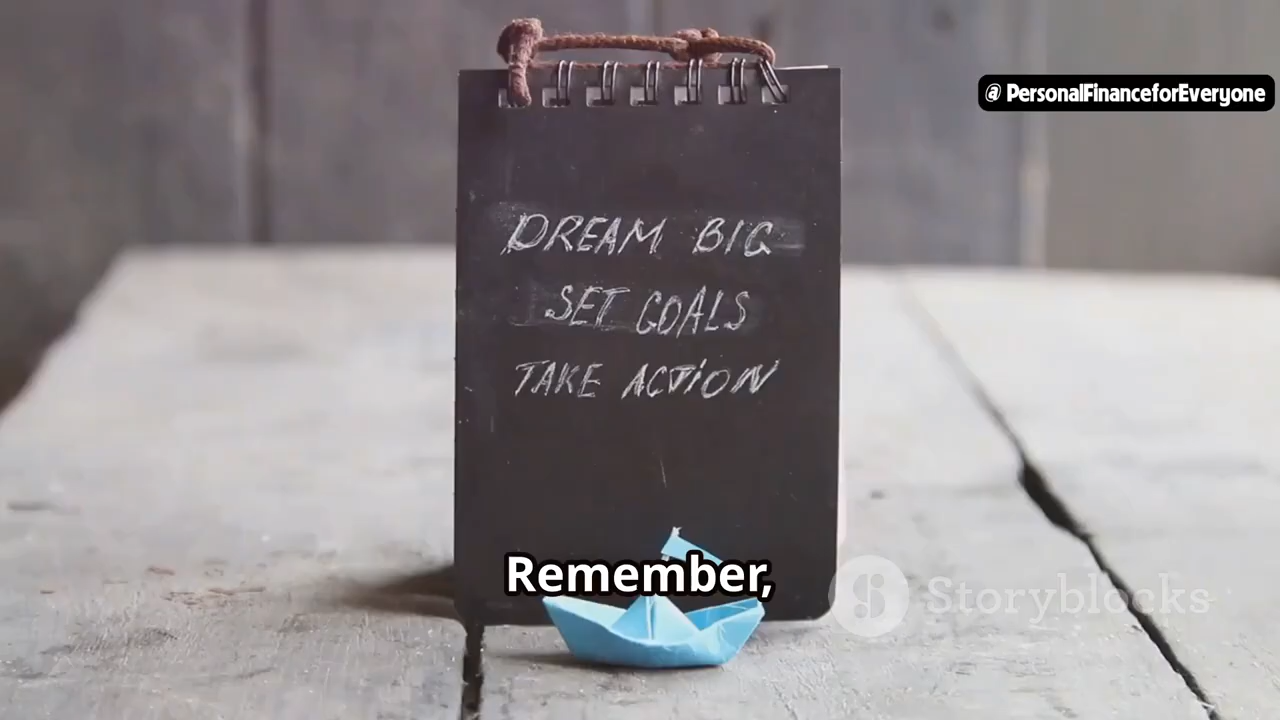 @ PersonalFinanceforEveryone
DREAM BIG
SET GOALS
TAKE ACTION
Remember,
Storyblocks